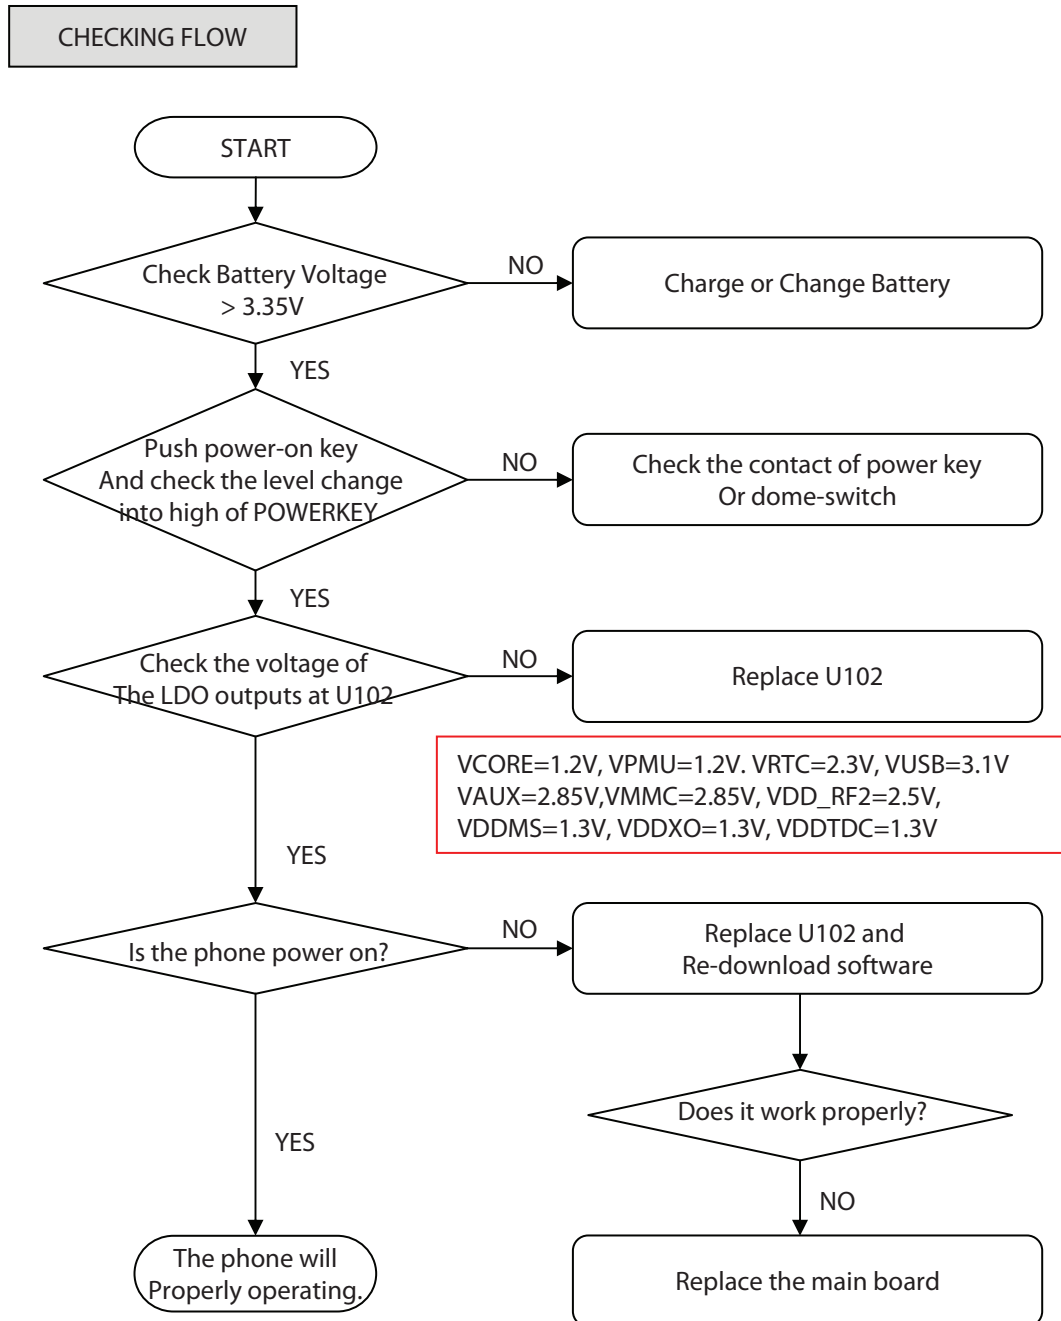 CHECKING FLOW
START
Check Battery Voltage
> 3.35V
NO
Charge or Change Battery
YES
Push power-on key
And check the level change
into high of POWERKEY
NO
Check the contact of power key
Or dome-switch
YES
Check the voltage of
The LDO outputs at U102
NO
Replace U102
VCORE=1.2V, VPMU=1.2V. VRTC=2.3V, VUSB=3.1V
VAUX=2.85V,VMMC=2.85V, VDD_RF2=2.5V,
VDDMS=1.3V, VDDXO=1.3V, VDDTDC=1.3V
YES
Is the phone power on?
NO
Replace U102 and
Re-download software
Does it work properly?
YES
NO
The phone will
Properly operating.
Replace the main board